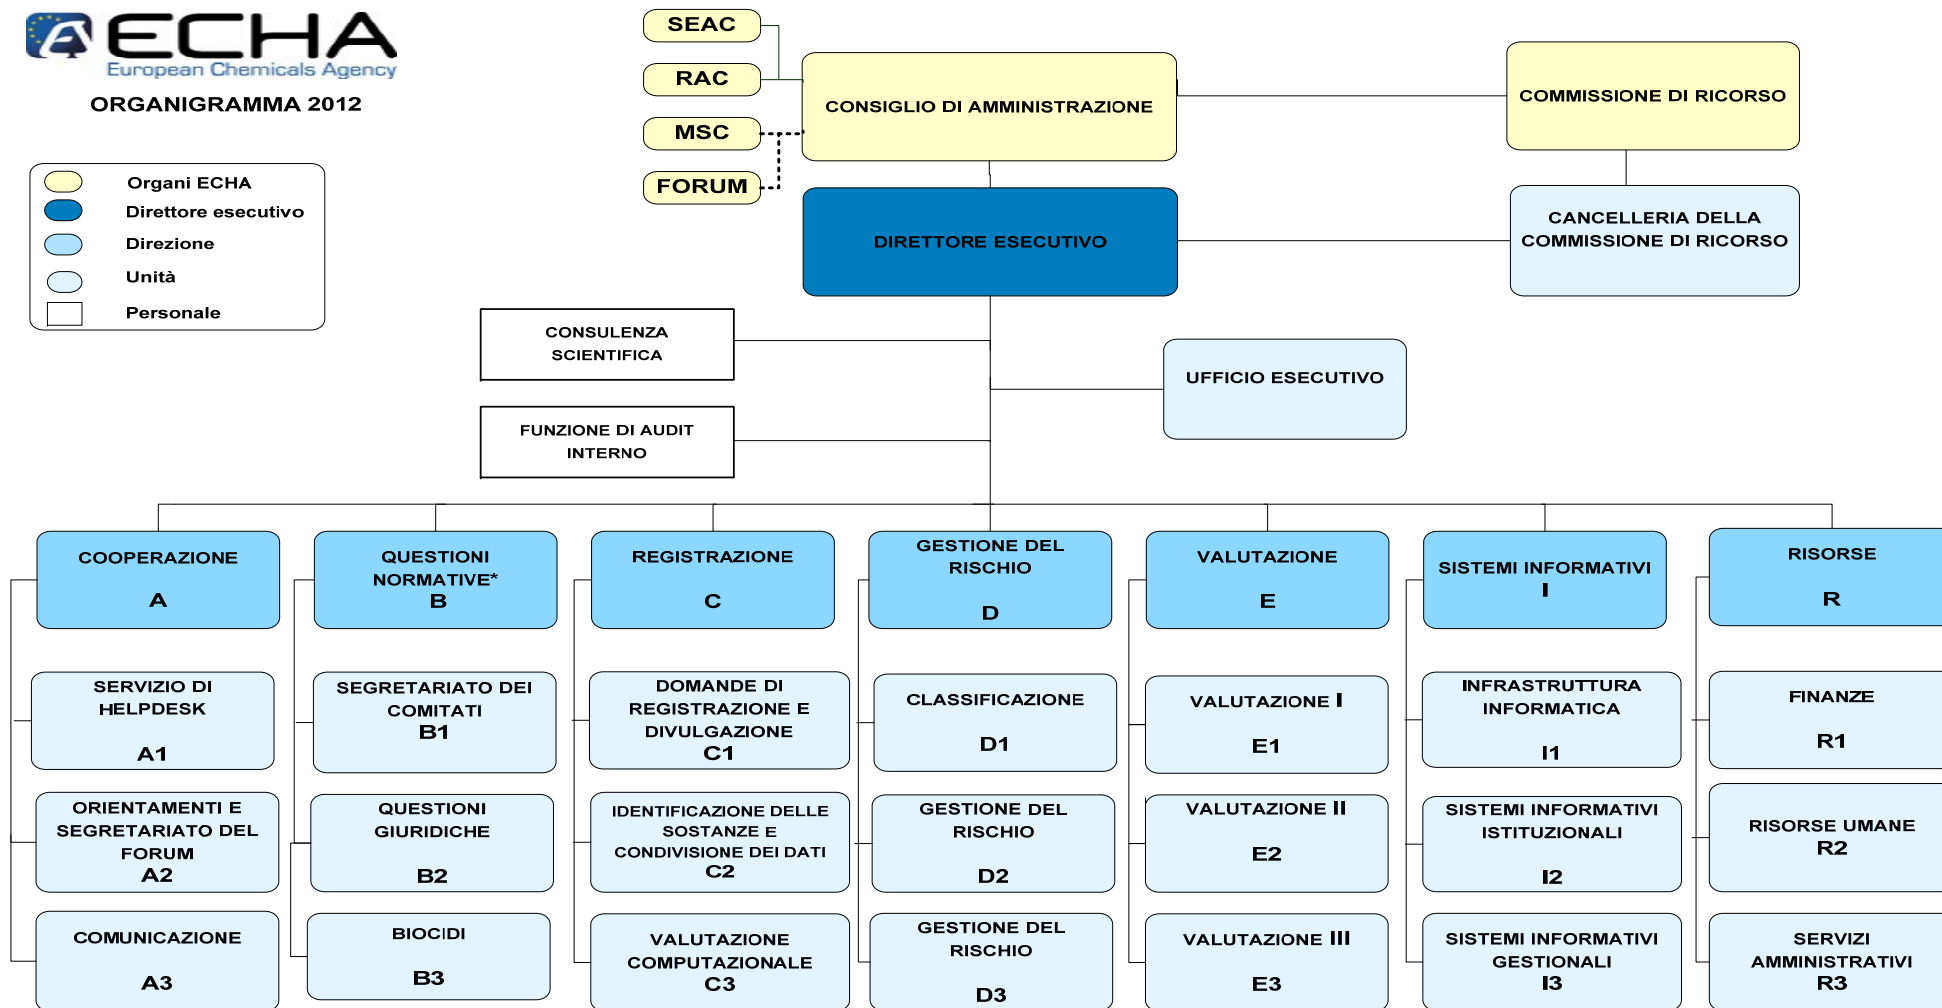 ECHA
European Chemicals Agency
ORGANIGRAMMA 2012
Organi ECHA
Direttore esecutivo
Direzione
Unità
Personale
SEAC
RAC
MSC
FORUM
CONSIGLIO DI AMMINISTRAZIONE
COMMISSIONE DI RICORSO
DIRETTORE ESECUTIVO
CANCELLERIA DELLA
COMMISSIONE DI RICORSO
CONSULENZA
SCIENTIFICA
UFFICIO ESECUTIVO
FUNZIONE DI AUDIT
INTERNO
COOPERAZIONE
A
QUESTIONI
NORMATIVE*
B
REGISTRAZIONE
C
GESTIONE DEL
RISCHIO
D
VALUTAZIONE
E
SISTEMI INFORMATIVI
I
RISORSE
R
SERVIZIO DI
HELPDESK
A1
SEGRETARIATO DEI
COMITATI
B1
DOMANDE DI
REGISTRAZIONE E
DIVULGAZIONE
C1
CLASSIFICAZIONE
D1
VALUTAZIONE I
E1
INFRASTRUTTURA
INFORMATICA
I1
FINANZE
R1
ORIENTAMENTI E
SEGRETARIATO DEL
FORUM
A2
QUESTIONI
GIURIDICHE
B2
IDENTIFICAZIONE DELLE
SOSTANZE E
CONDIVISIONE DEI DATI
C2
GESTIONE DEL
RISCHIO
D2
VALUTAZIONE II
E2
SISTEMI INFORMATIVI
ISTITUZIONALI
I2
RISORSE UMANE
R2
COMUNICAZIONE
A3
BIOCIDI
B3
VALUTAZIONE
COMPUTAZIONALE
C3
GESTIONE DEL
RISCHIO
D3
VALUTAZIONE III
E3
SISTEMI INFORMATIVI
GESTIONALI
I3
SERVIZI
AMMINISTRATIVI
R3